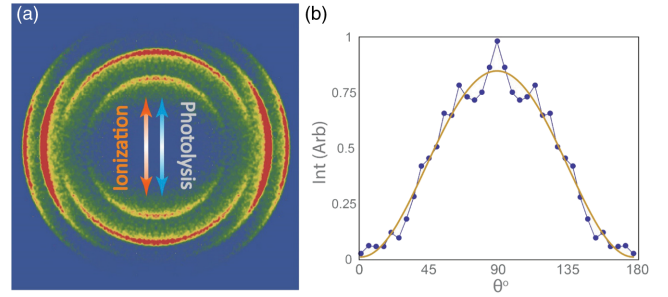 (a)
Ionization
Photolysis
(b)
Int (Arb)
1
0.75
0.5
0.25
0
0
45
90
135
180
θ°